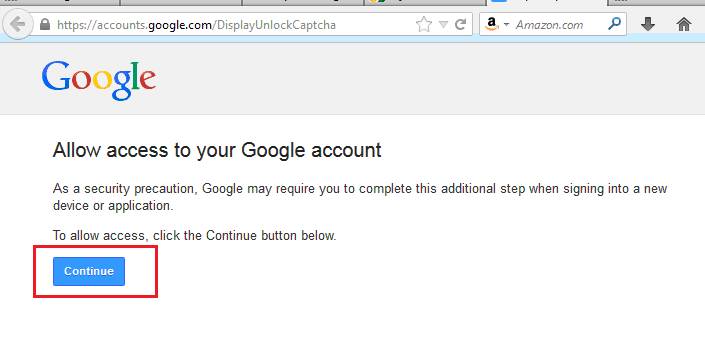 https://accounts.google.com/DisplayUnlockCaptcha
Amazon.com
Google
Allow access to your Google account
As a security precaution, Google may require you to complete this additional step when signing into a new
device or application.
To allow access, click the Continue button below.
Continue